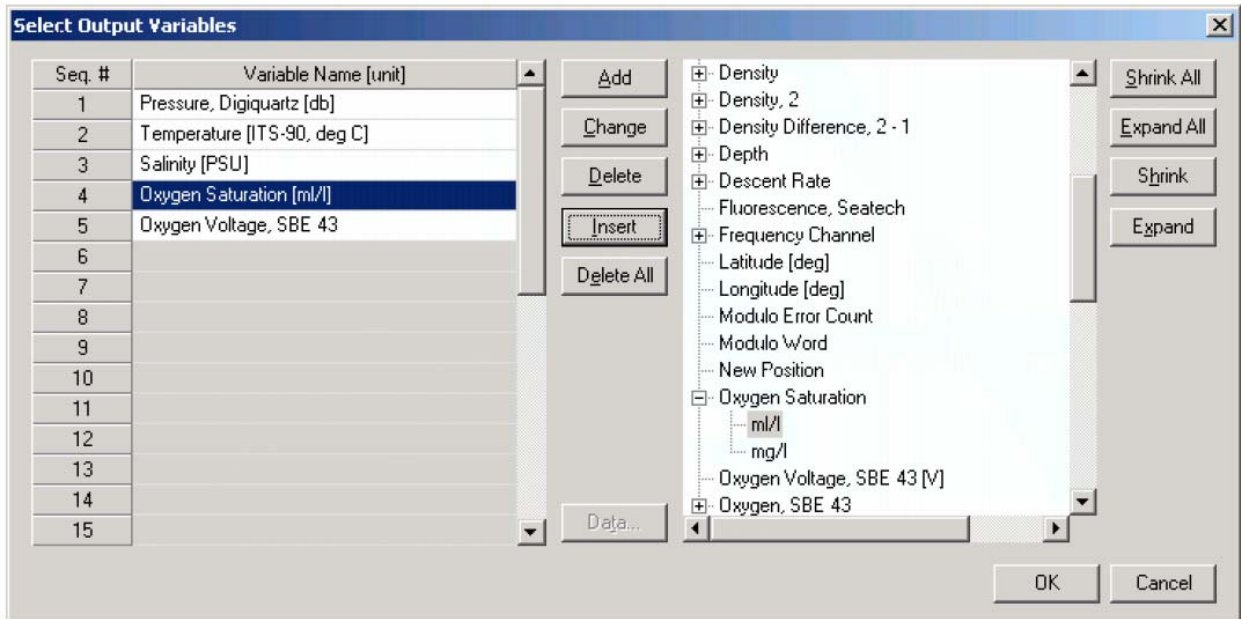 Select Output Variables
Seq. # Variable Name [unit]
1 Pressure, Digiquartz [db]
2 Temperature [ITS-90, deg C]
3 Salinity [PSU]
4 Oxygen Saturation [ml/l]
5 Oxygen Voltage, SBE 43
6
7
8
9
10
11
12
13
14
15
Add
Change
Delete
Insert
Delete All
Data...
Density
Density, 2
Density Difference, 2 - 1
Depth
Descent Rate
Fluorescence, Seatech
Frequency Channel
Latitude [deg]
Longitude [deg]
Modulo Error Count
Modulo Word
New Position
Oxygen Saturation
ml/l
mg/l
Oxygen Voltage, SBE 43 [V]
Oxygen, SBE 43
Shrink All
Expand All
Shrink
Expand
OK Cancel